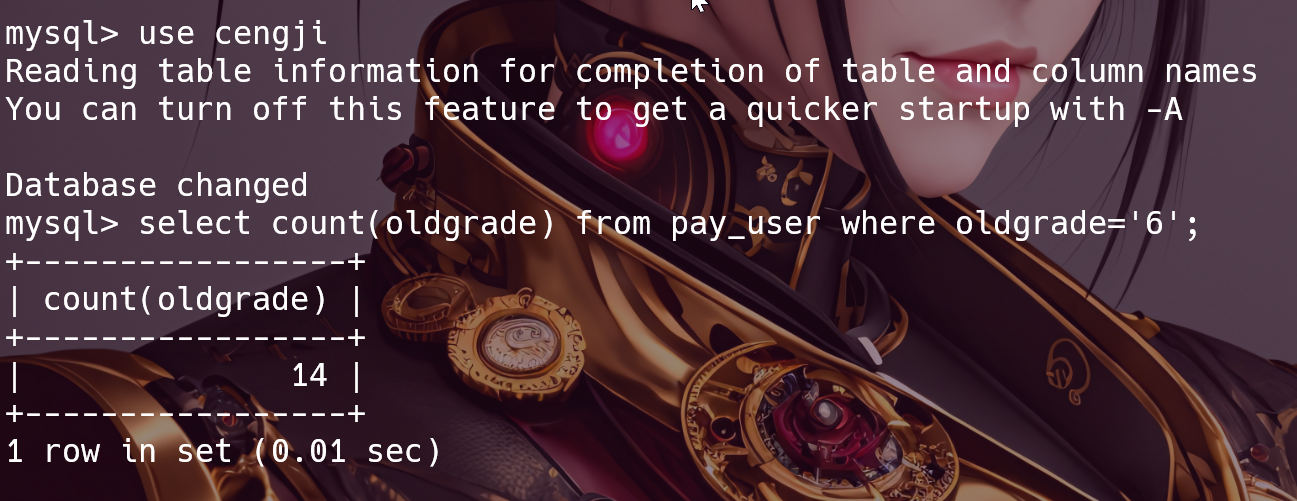 mysql> use cengji
Reading table information for completion of table and column names
You can turn off this feature to get a quicker startup with -A
Database changed
mysql> select count(oldgrade) from pay_user where oldgrade='6';
+-----------------+
| count(oldgrade) |
+-----------------+
|              14 |
+-----------------+
1 row in set (0.01 sec)